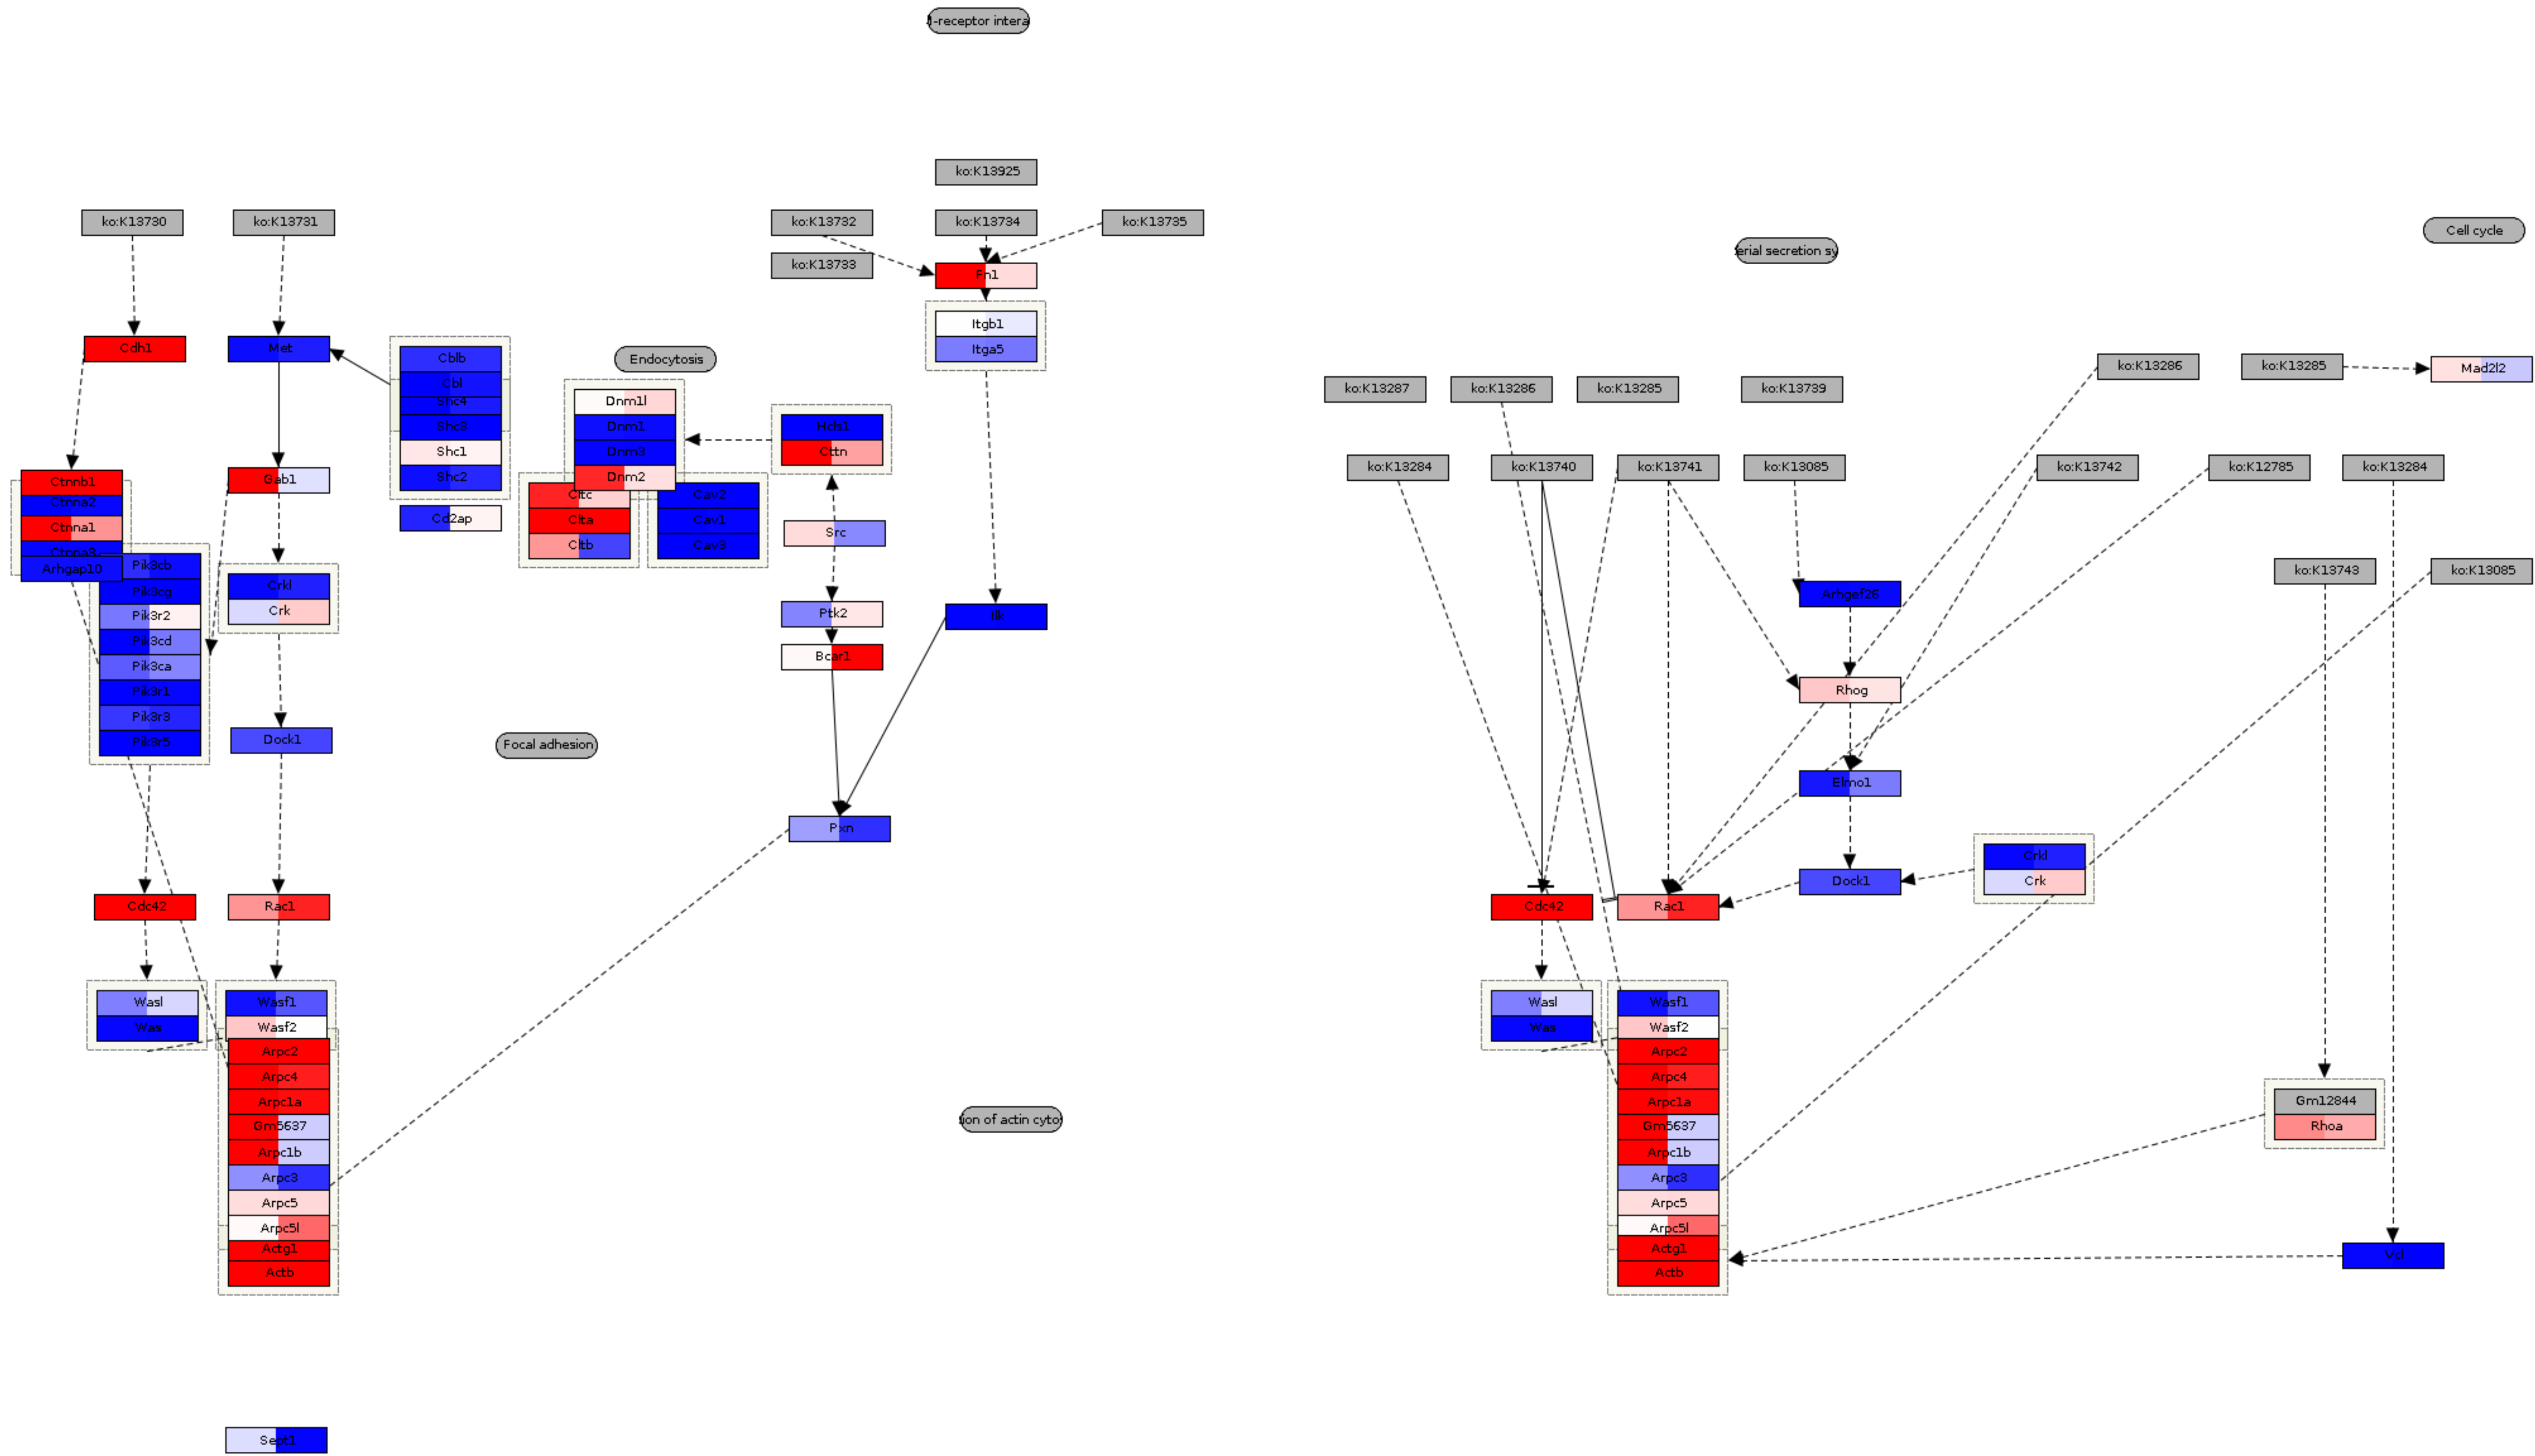 l-receptor intera
ko:K13925
ko:K13730
ko:K13731
ko:K13732
ko:K13734
ko:K13735
Cell cycle
erial secretion sy
ko:K13733
Fn1
Itgb1
Itga5
Cdh1
Met
Cblb
Cbl
Shc4
Shc3
Shc1
Shc2
Cd2ap
Endocytosis
Dnm1l
Dnm1
Dnm3
Dnm2
Cltc
Clta
Cltb
Cav2
Cav1
Cav3
Hcls1
Cttn
Src
Ptk2
Bcar1
Ilk
ko:K13287
ko:K13286
ko:K13285
ko:K13739
ko:K13286
ko:K13285
Mad2l2
ko:K13284
ko:K13740
ko:K13741
ko:K13085
ko:K13742
ko:K12785
ko:K13284
Ctnnb1
Ctnna2
Ctnna1
Ctnna3
Arhgap10
Gab1
Pik3cb
Pik3cg
Pik3r2
Pik3cd
Pik3ca
Pik3r1
Pik3r3
Pik3r5
Crkl
Crk
Dock1
Focal adhesion
Pxn
Arhgef26
ko:K13743
ko:K13085
Rhog
Elmo1
Dock1
Crkl
Crk
Cdc42
Rac1
Cdc42
Rac1
Wasl
Was
Wasf1
Wasf2
Arpc2
Arpc4
Arpc1a
Gm5637
Arpc1b
Arpc3
Arpc5
Arpc5l
Actg1
Actb
ion of actin cyto
Wasl
Was
Wasf1
Wasf2
Arpc2
Arpc4
Arpc1a
Gm5637
Arpc1b
Arpc3
Arpc5
Arpc5l
Actg1
Actb
Gm12844
Rhoa
Vcl
Sept1